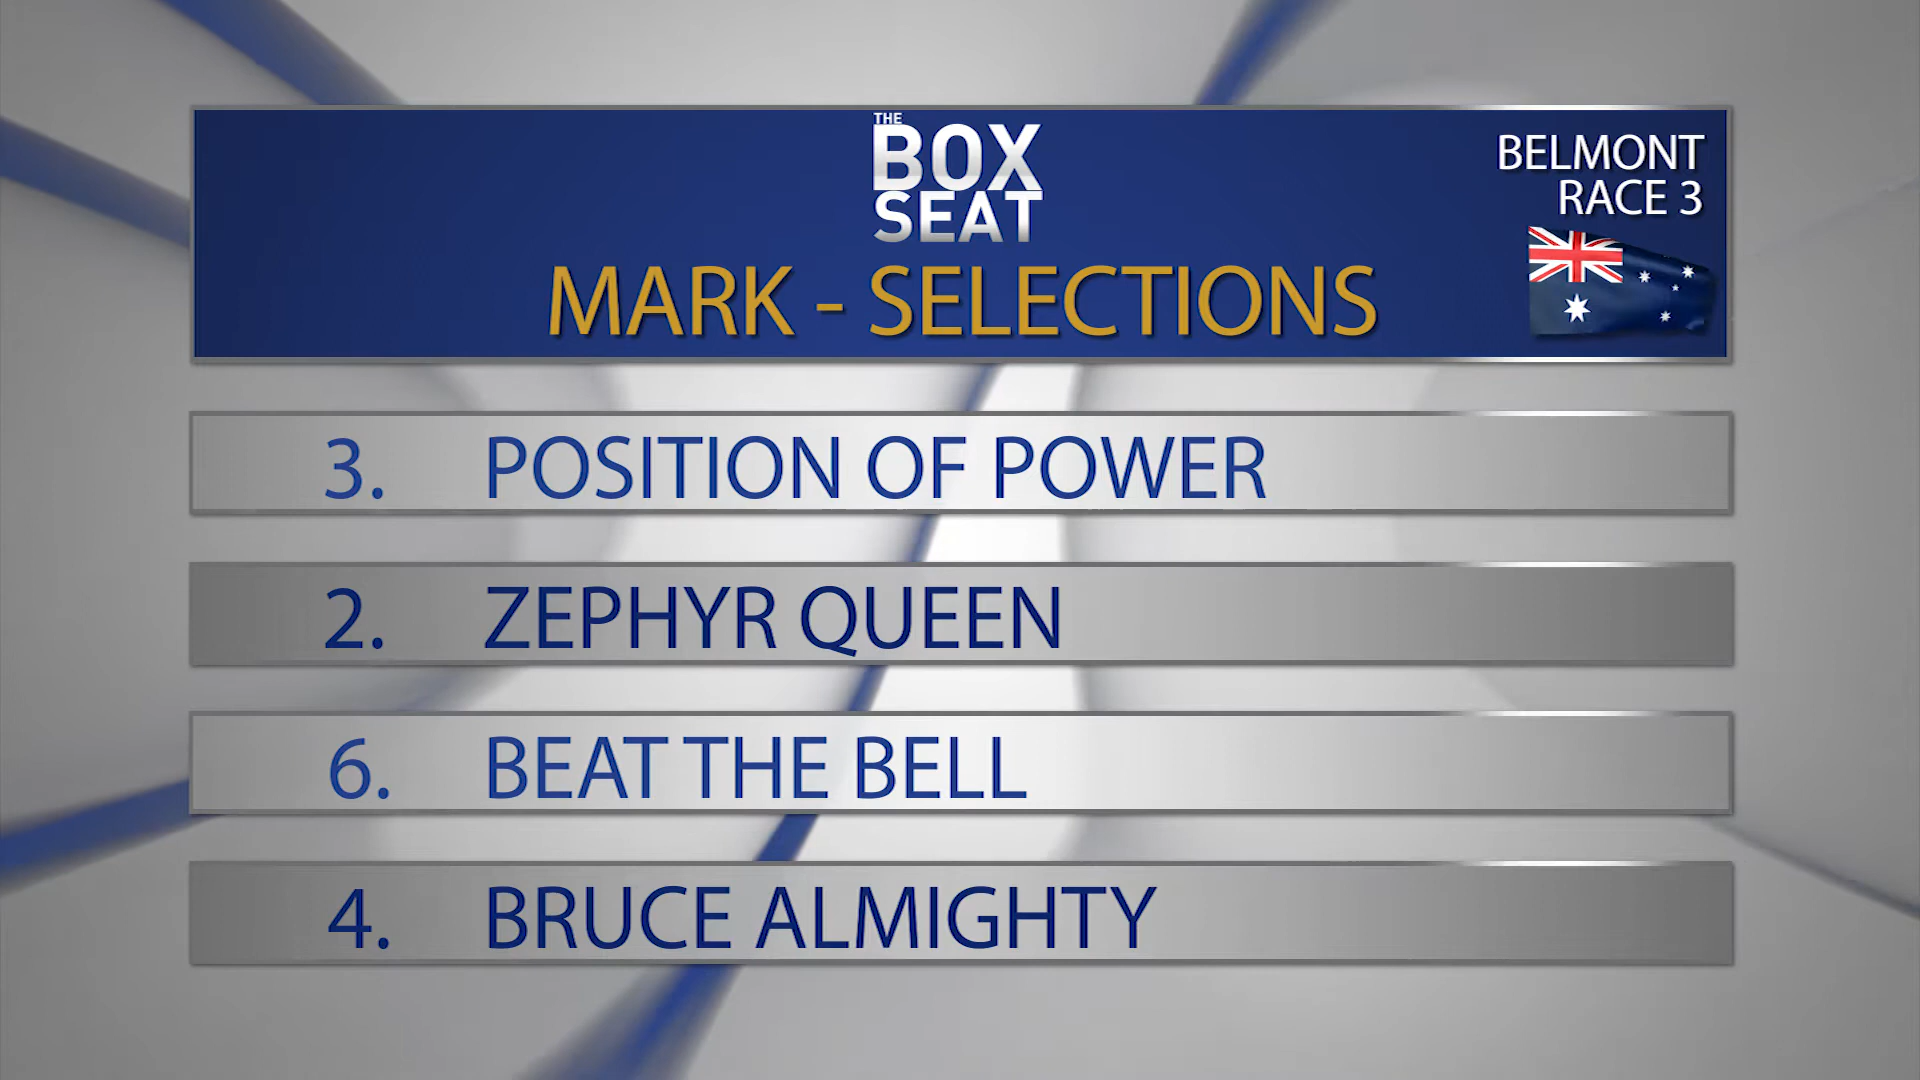 THE
BOX
SEAT
BELMONT
RACE 3
MARK - SELECTIONS
3. POSITION OF POWER
2. ZEPHYR QUEEN
6. BEAT THE BELL
4. BRUCE ALMIGHTY